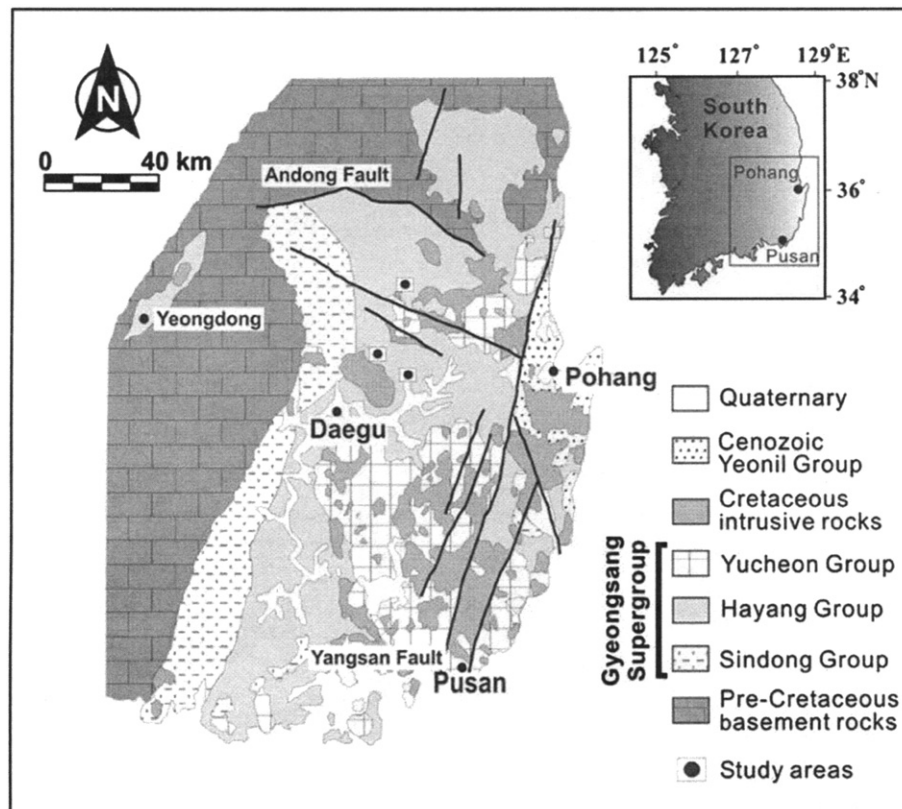 125° 127° 129°E
38°N
South
Korea
Pohang
36°
Pusan
34°
N
0 40 km
Andong Fault
Yeongdong
Pohang
Daegu
Yangsan Fault
Pusan
Quaternary
Cenozoic
Yeonil Group
Cretaceous
intrusive rocks
Gyeongsang
Supergroup
Yucheon Group
Hayang Group
Sindong Group
Pre-Cretaceous
basement rocks
Study areas